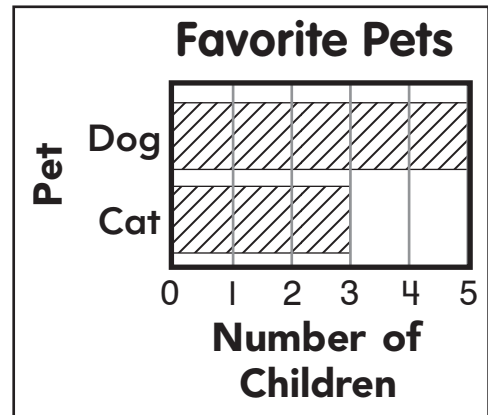 Favorite Pets
Pet
Dog
Cat
0 1 2 3 4 5
Number of
Children